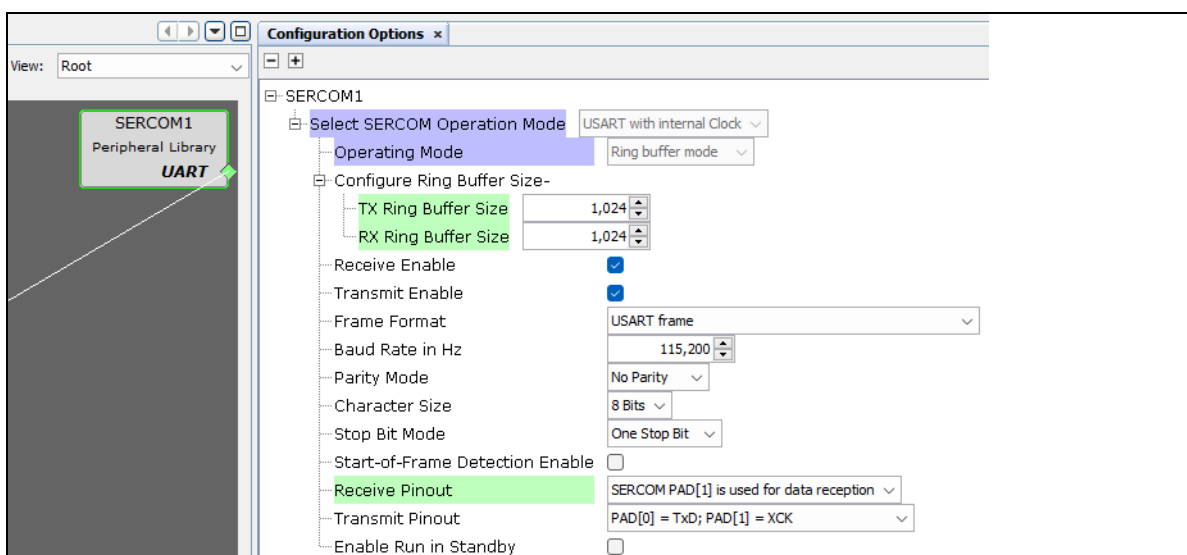 Configuration Options ×
View: Root
SERCOM1
Peripheral Library
UART
SERCOM1
Select SERCOM Operation Mode USART with internal Clock
Operating Mode Ring buffer mode
Configure Ring Buffer Size-
TX Ring Buffer Size 1,024
RX Ring Buffer Size 1,024
Receive Enable
Transmit Enable
Frame Format USART frame
Baud Rate in Hz 115,200
Parity Mode No Parity
Character Size 8 Bits
Stop Bit Mode One Stop Bit
Start-of-Frame Detection Enable
Receive Pinout SERCOM PAD[1] is used for data reception
Transmit Pinout PAD[0] = TxD; PAD[1] = XCK
Enable Run in Standby